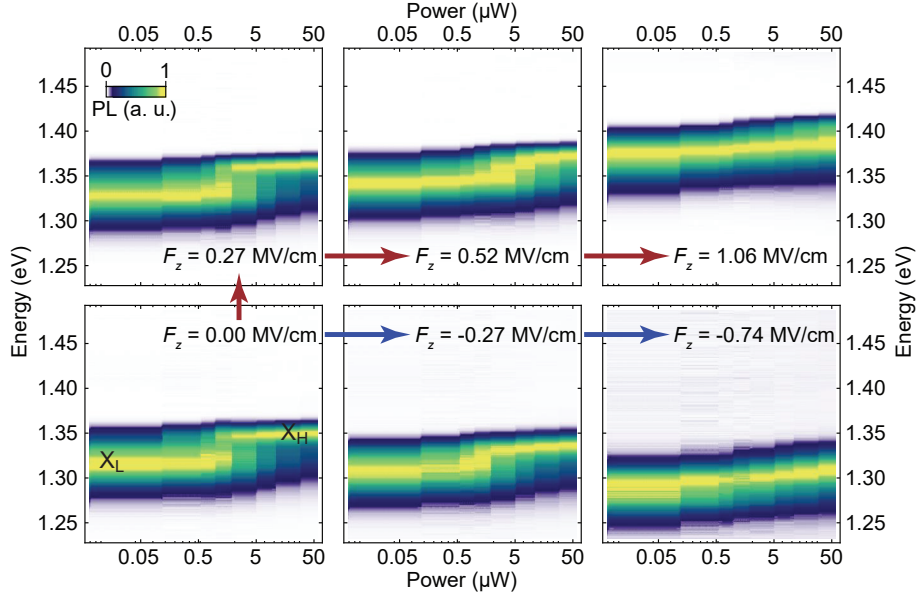 Power (µW)
0.05 0.5 5 50 0.05 0.5 5 50 0.05 0.5 5 50
0 1
PL (a. u.)
1.45 1.45
1.40 1.40
1.35 1.35
1.30 1.30
1.25 1.25
F_z = 0.27 MV/cm F_z = 0.52 MV/cm F_z = 1.06 MV/cm
Energy (eV) Energy (eV)
F_z = 0.00 MV/cm F_z = -0.27 MV/cm F_z = -0.74 MV/cm
1.45 1.45
1.40 1.40
1.35 1.35
X_H
X_L
1.30 1.30
1.25 1.25
0.05 0.5 5 50 0.05 0.5 5 50 0.05 0.5 5 50
Power (µW)